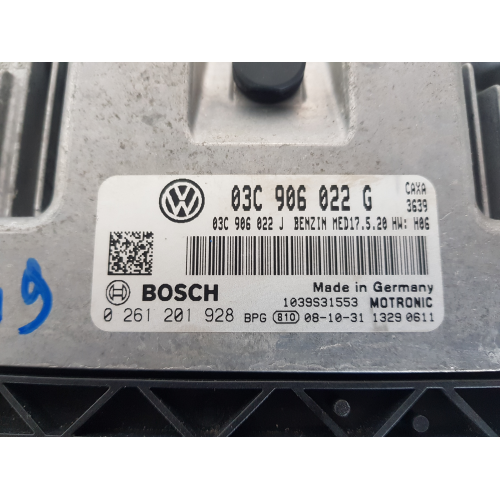 03C 906 022 G CAXA
3639
03C 906 022 J BENZIN MED17.5.20 HW: H06
Made in Germany
BOSCH 1039S31553 MOTRONIC
0 261 201 928 BPG 810 08-10-31 1329 0611
19